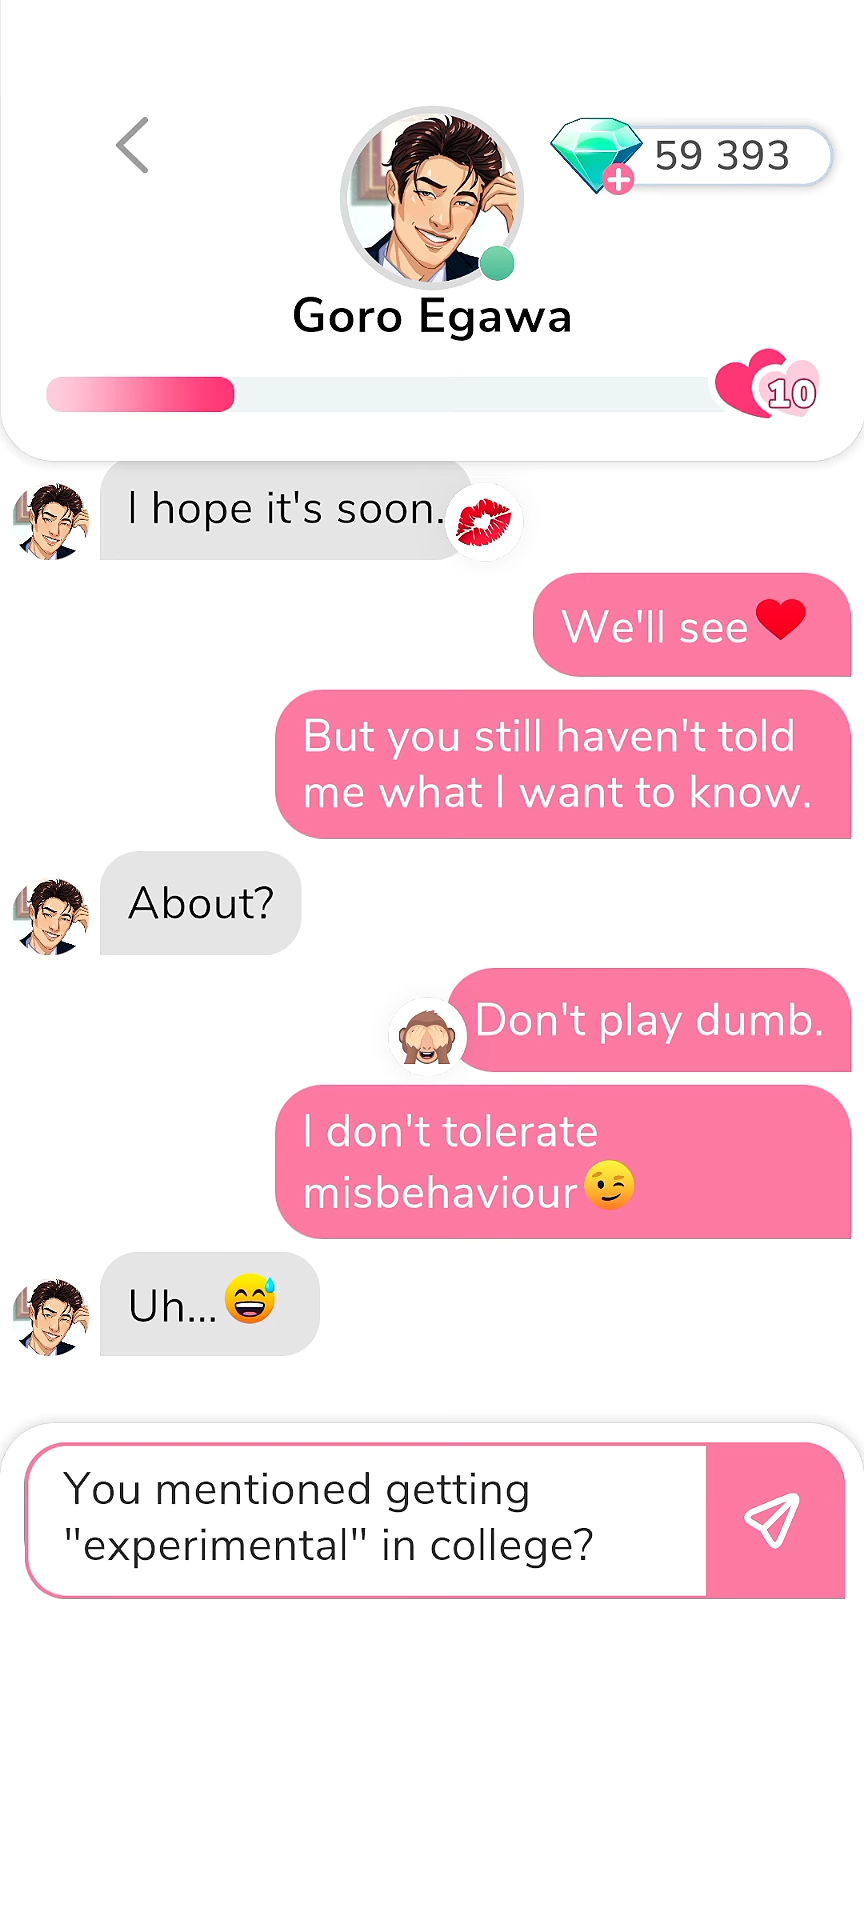 59 393
Goro Egawa
10
I hope it's soon.
We'll see
But you still haven't told
me what I want to know.
About?
Don't play dumb.
I don't tolerate
misbehaviour
Uh...
You mentioned getting
"experimental" in college?